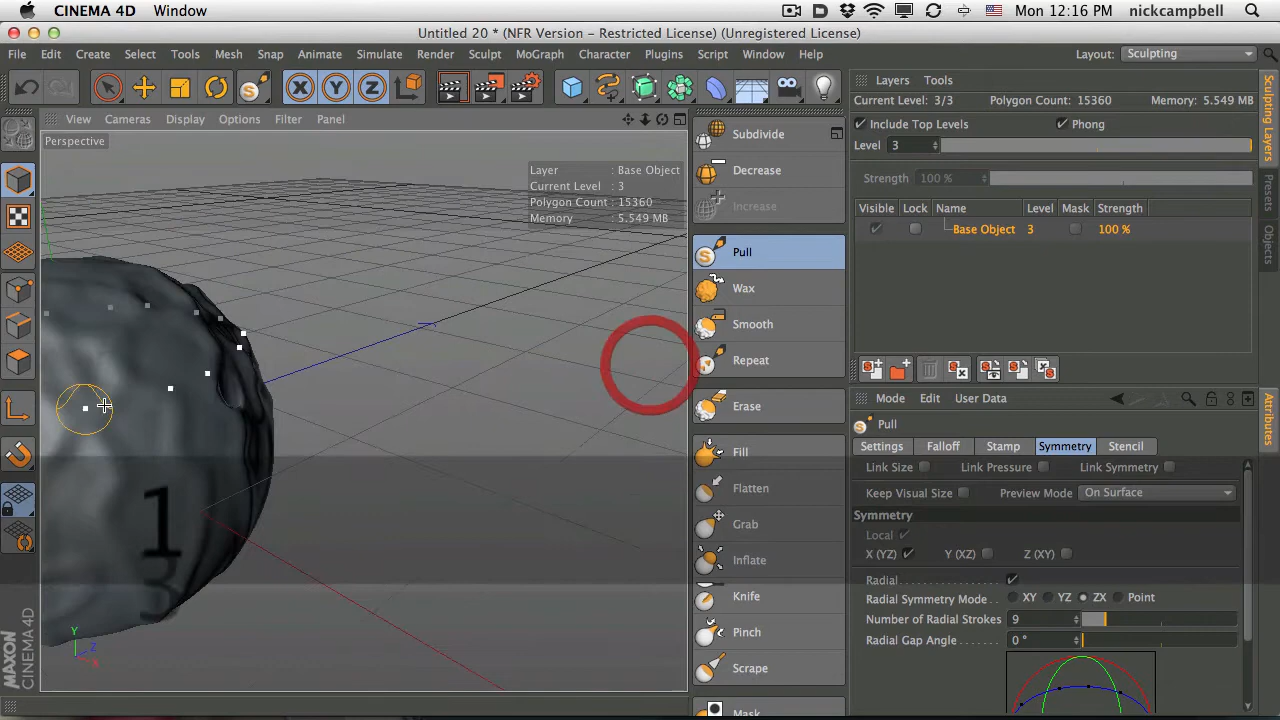 CINEMA 4D Window Mon 12:16 PM nickcampbell
Untitled 20 * (NFR Version - Restricted License) (Unregistered License)
File Edit Create Select Tools Mesh Snap Animate Simulate Render Sculpt MoGraph Character Plugins Script Window Help Layout: Sculpting
X Y Z
View Cameras Display Options Filter Panel
Perspective
Layer : Base Object
Current Level : 3
Polygon Count : 15360
Memory : 5.549 MB
1
3
Y
Z
X
MAXON
CINEMA 4D
Subdivide
Decrease
Increase
Pull
Wax
Smooth
Repeat
Erase
Fill
Flatten
Grab
Inflate
Knife
Pinch
Scrape
Mask
Layers Tools
Current Level: 3/3 Polygon Count: 15360 Memory: 5.549 MB
Include Top Levels Phong
Level 3
Strength 100 %
Visible Lock Name Level Mask Strength
Base Object 3 100 %
Mode Edit User Data
Pull
Settings Falloff Stamp Symmetry Stencil
Link Size Link Pressure Link Symmetry
Keep Visual Size Preview Mode On Surface
Symmetry
Local
X (YZ) Y (XZ) Z (XY)
Radial
Radial Symmetry Mode XY YZ ZX Point
Number of Radial Strokes 9
Radial Gap Angle 0 °
Sculpting Layers
Presets
Objects
Attributes